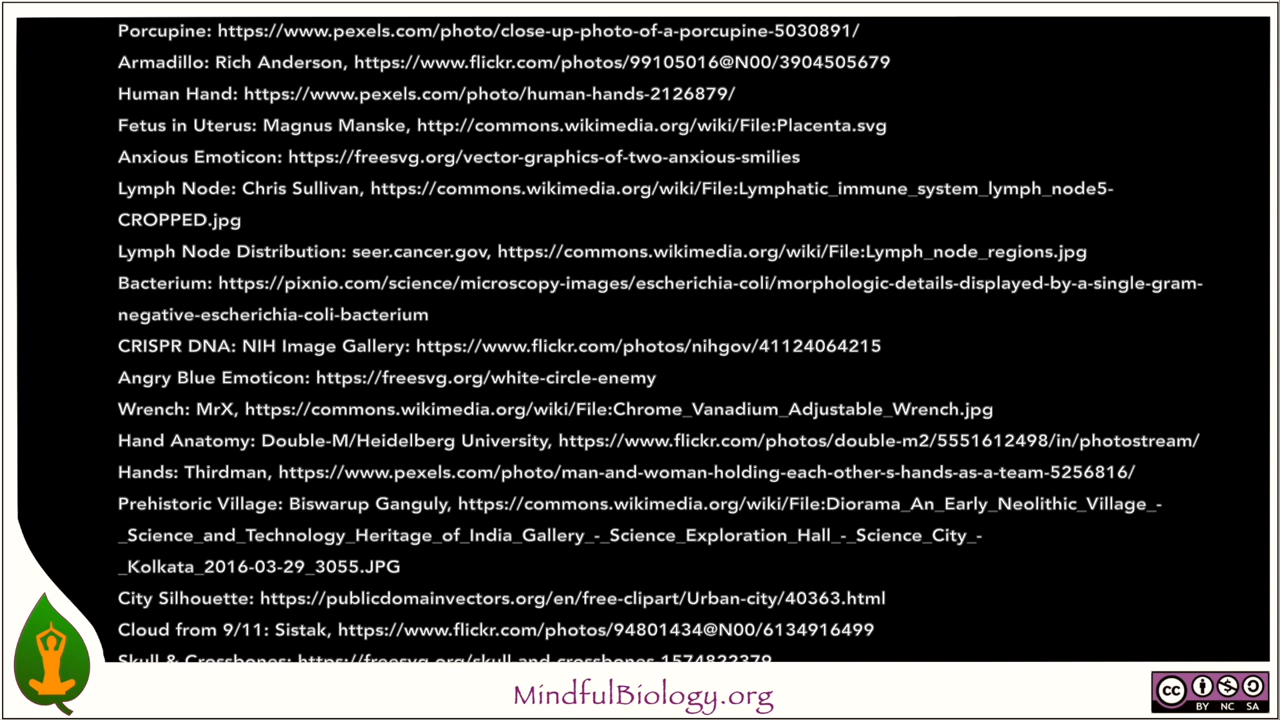 Porcupine: https://www.pexels.com/photo/close-up-photo-of-a-porcupine-5030891/
Armadillo: Rich Anderson, https://www.flickr.com/photos/99105016@N00/3904505679
Human Hand: https://www.pexels.com/photo/human-hands-2126879/
Fetus in Uterus: Magnus Manske, http://commons.wikimedia.org/wiki/File:Placenta.svg
Anxious Emoticon: https://freesvg.org/vector-graphics-of-two-anxious-smilies
Lymph Node: Chris Sullivan, https://commons.wikimedia.org/wiki/File:Lymphatic_immune_system_lymph_node5-
CROPPED.jpg
Lymph Node Distribution: seer.cancer.gov, https://commons.wikimedia.org/wiki/File:Lymph_node_regions.jpg
Bacterium: https://pixnio.com/science/microscopy-images/escherichia-coli/morphologic-details-displayed-by-a-single-gram-
negative-escherichia-coli-bacterium
CRISPR DNA: NIH Image Gallery: https://www.flickr.com/photos/nihgov/41124064215
Angry Blue Emoticon: https://freesvg.org/white-circle-enemy
Wrench: MrX, https://commons.wikimedia.org/wiki/File:Chrome_Vanadium_Adjustable_Wrench.jpg
Hand Anatomy: Double-M/Heidelberg University, https://www.flickr.com/photos/double-m2/5551612498/in/photostream/
Hands: Thirdman, https://www.pexels.com/photo/man-and-woman-holding-each-other-s-hands-as-a-team-5256816/
Prehistoric Village: Biswarup Ganguly, https://commons.wikimedia.org/wiki/File:Diorama_An_Early_Neolithic_Village_-
_Science_and_Technology_Heritage_of_India_Gallery_-_Science_Exploration_Hall_-_Science_City_-
_Kolkata_2016-03-29_3055.JPG
City Silhouette: https://publicdomainvectors.org/en/free-clipart/Urban-city/40363.html
Cloud from 9/11: Sistak, https://www.flickr.com/photos/94801434@N00/6134916499
Skull & Crossbones: https://freesvg.org/skull-and-crossbones-1574822379
MindfulBiology.org
cc BY NC SA